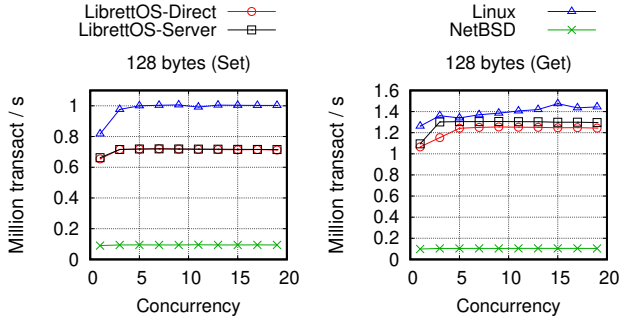 LibrettOS-Direct
LibrettOS-Server
Linux
NetBSD
128 bytes (Set)
Million transact / s
1
0.8
0.6
0.4
0.2
0
0 5 10 15 20
Concurrency
128 bytes (Get)
Million transact / s
1.6
1.4
1.2
1
0.8
0.6
0.4
0.2
0
0 5 10 15 20
Concurrency